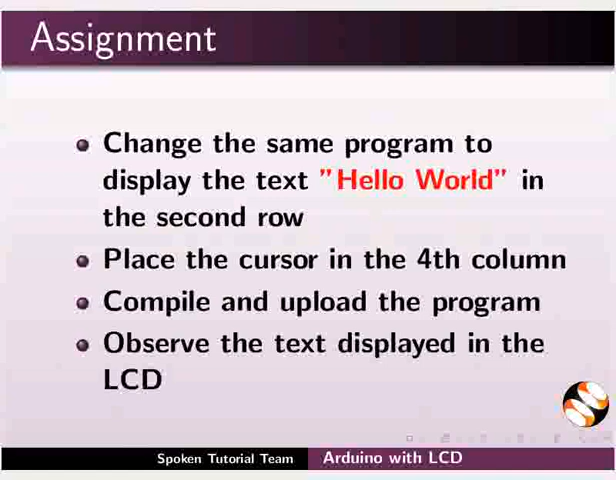 Assignment
Change the same program to
display the text "Hello World" in
the second row
Place the cursor in the 4th column
Compile and upload the program
Observe the text displayed in the
LCD
Spoken Tutorial Team
Arduino with LCD